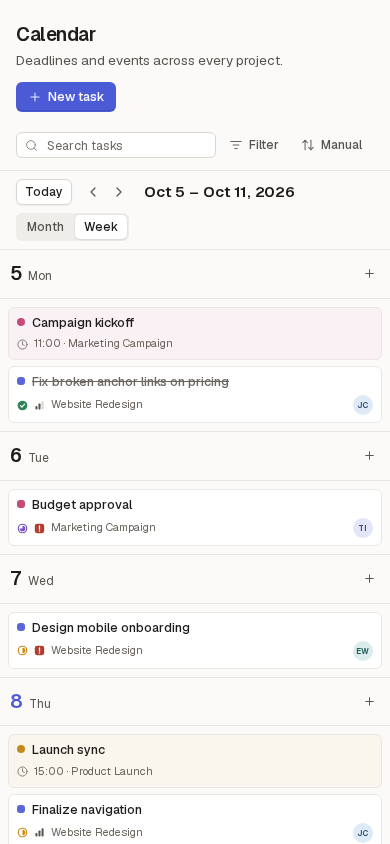 Calendar
Deadlines and events across every project.
New task
Search tasks
Filter
Manual
Today
Oct 5 – Oct 11, 2026
Month
Week
5 Mon
Campaign kickoff
11:00 · Marketing Campaign
Fix broken anchor links on pricing
Website Redesign
JC
6 Tue
Budget approval
Marketing Campaign
TI
7 Wed
Design mobile onboarding
Website Redesign
EW
8 Thu
Launch sync
15:00 · Product Launch
Finalize navigation
Website Redesign
JC